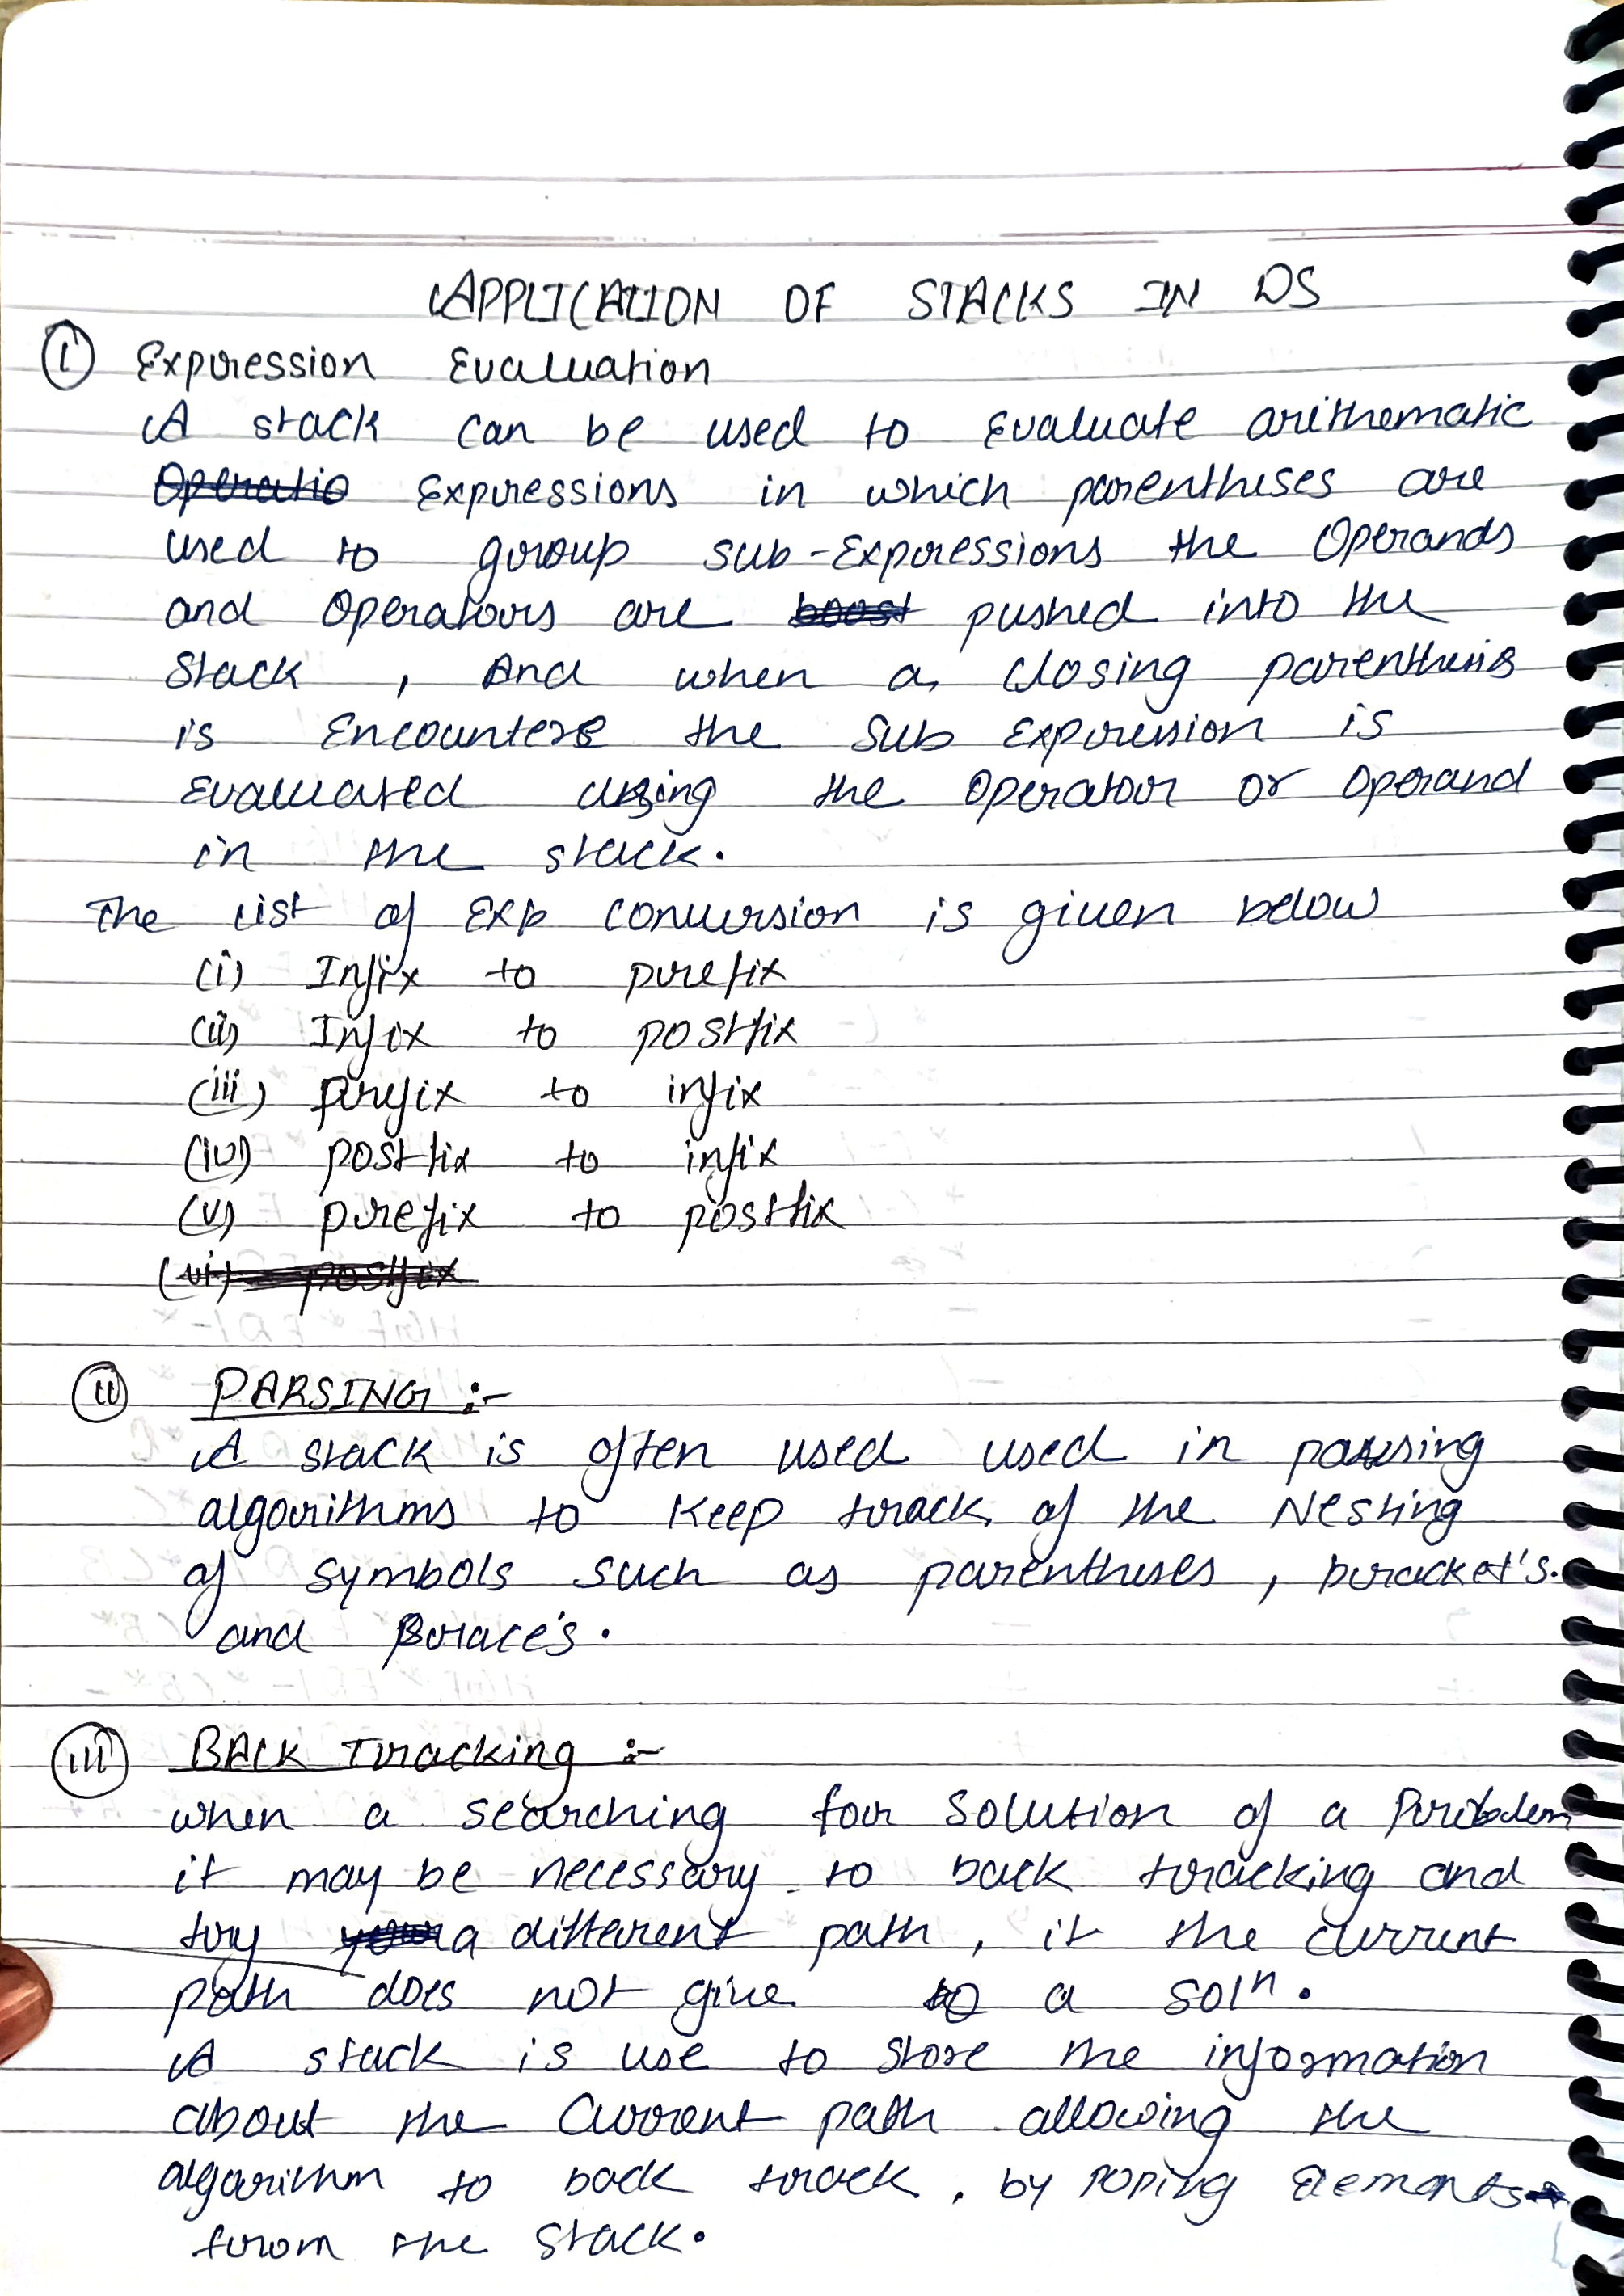 APPLICATION OF STACKS IN DS
(i) Expression Evaluation
A stack can be used to Evaluate arithematic
Operatio Expressions in which parentheses are
used to group sub-Expressions the Operands
and Operators are boost pushed into the
Stack , And when a closing parenthesis
is Encountere the Sub Expression is
Evaluated using the Operator or Operand
in the stack.
The List of Exp conversion is given below
(i) Infix to prefix
(ii) Infix to postfix
(iii) prefix to infix
(iv) postfix to infix
(v) prefix to postfix
(vi) postfix
(ii) PARSING :-
A stack is often used used in parsing
algorithms to Keep track of the Nesting
of symbols such as parentheses , bracket's.
and Brace's .
(iii) BACK Tracking :-
when a searching for Solution of a Problem
it may be necessary to back tracking and
try a different path , if the current
path does not give to a solⁿ .
A stack is use to store the information
about the Current path allowing the
algorithm to back track , by poping Elements
from the stack.